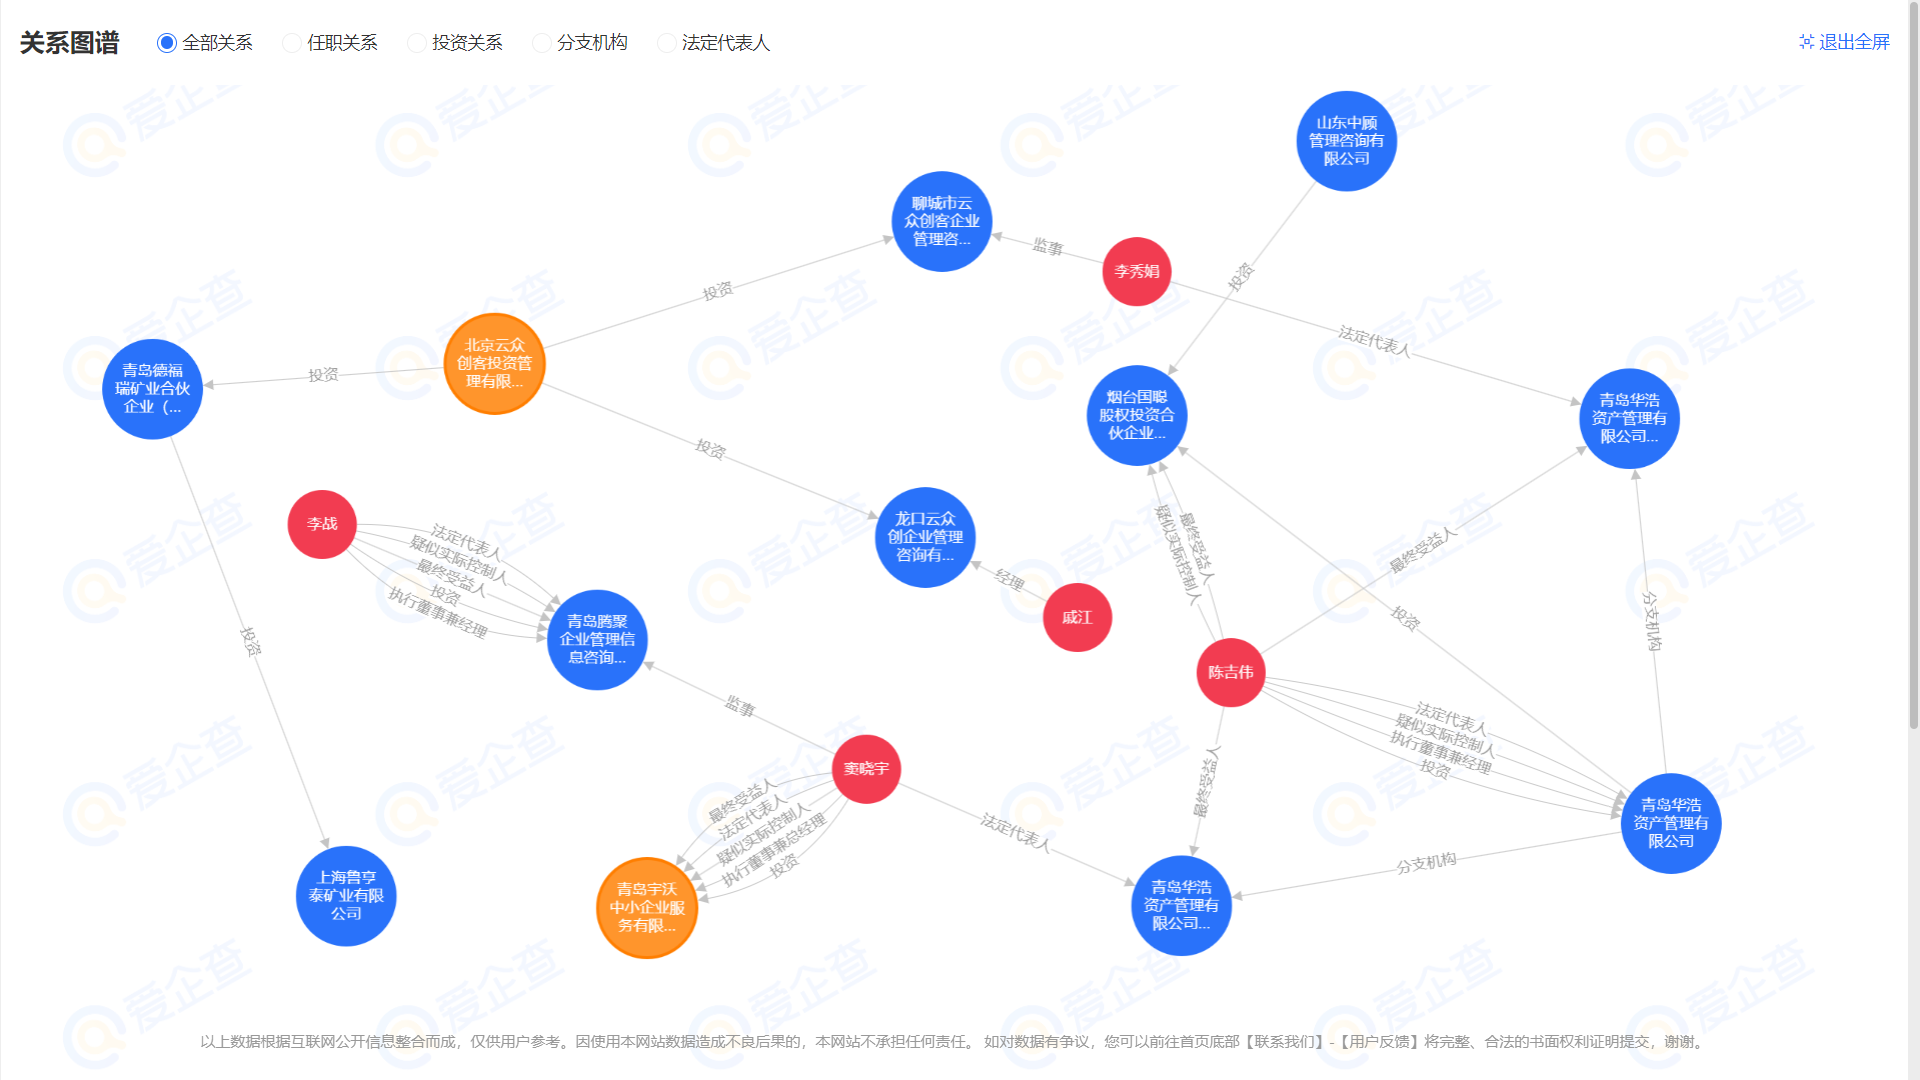 关系图谱
全部关系
任职关系
投资关系
分支机构
法定代表人
退出全屏
山东中顾
管理咨询有
限公司
聊城市云
众创客企业
管理咨...
监事
李秀娟
投资
投资
法定代表人
北京云众
创客投资管
理有限...
投资
青岛德福
瑞矿业合伙
企业（...
烟台国聪
股权投资合
伙企业...
青岛华浩
资产管理有
限公司...
投资
李战
法定代表人
疑似实际控制人
最终受益人
投资
执行董事兼经理
龙口云众
创企业管理
咨询有...
经理
戚江
最终受益人
疑似实际控制人
最终受益人
投资
分支机构
投资
青岛腾聚
企业管理信
息咨询...
监事
陈吉伟
法定代表人
疑似实际控制人
执行董事兼经理
投资
窦晓宇
最终受益人
最终受益人
法定代表人
疑似实际控制人
执行董事兼总经理
投资
法定代表人
青岛华浩
资产管理有
限公司
分支机构
上海鲁亨
泰矿业有限
公司
青岛宇沃
中小企业服
务有限...
青岛华浩
资产管理有
限公司...
以上数据根据互联网公开信息整合而成，仅供用户参考。因使用本网站数据造成不良后果的，本网站不承担任何责任。 如对数据有争议，您可以前往首页底部【联系我们】-【用户反馈】将完整、合法的书面权利证明提交，谢谢。
爱企查